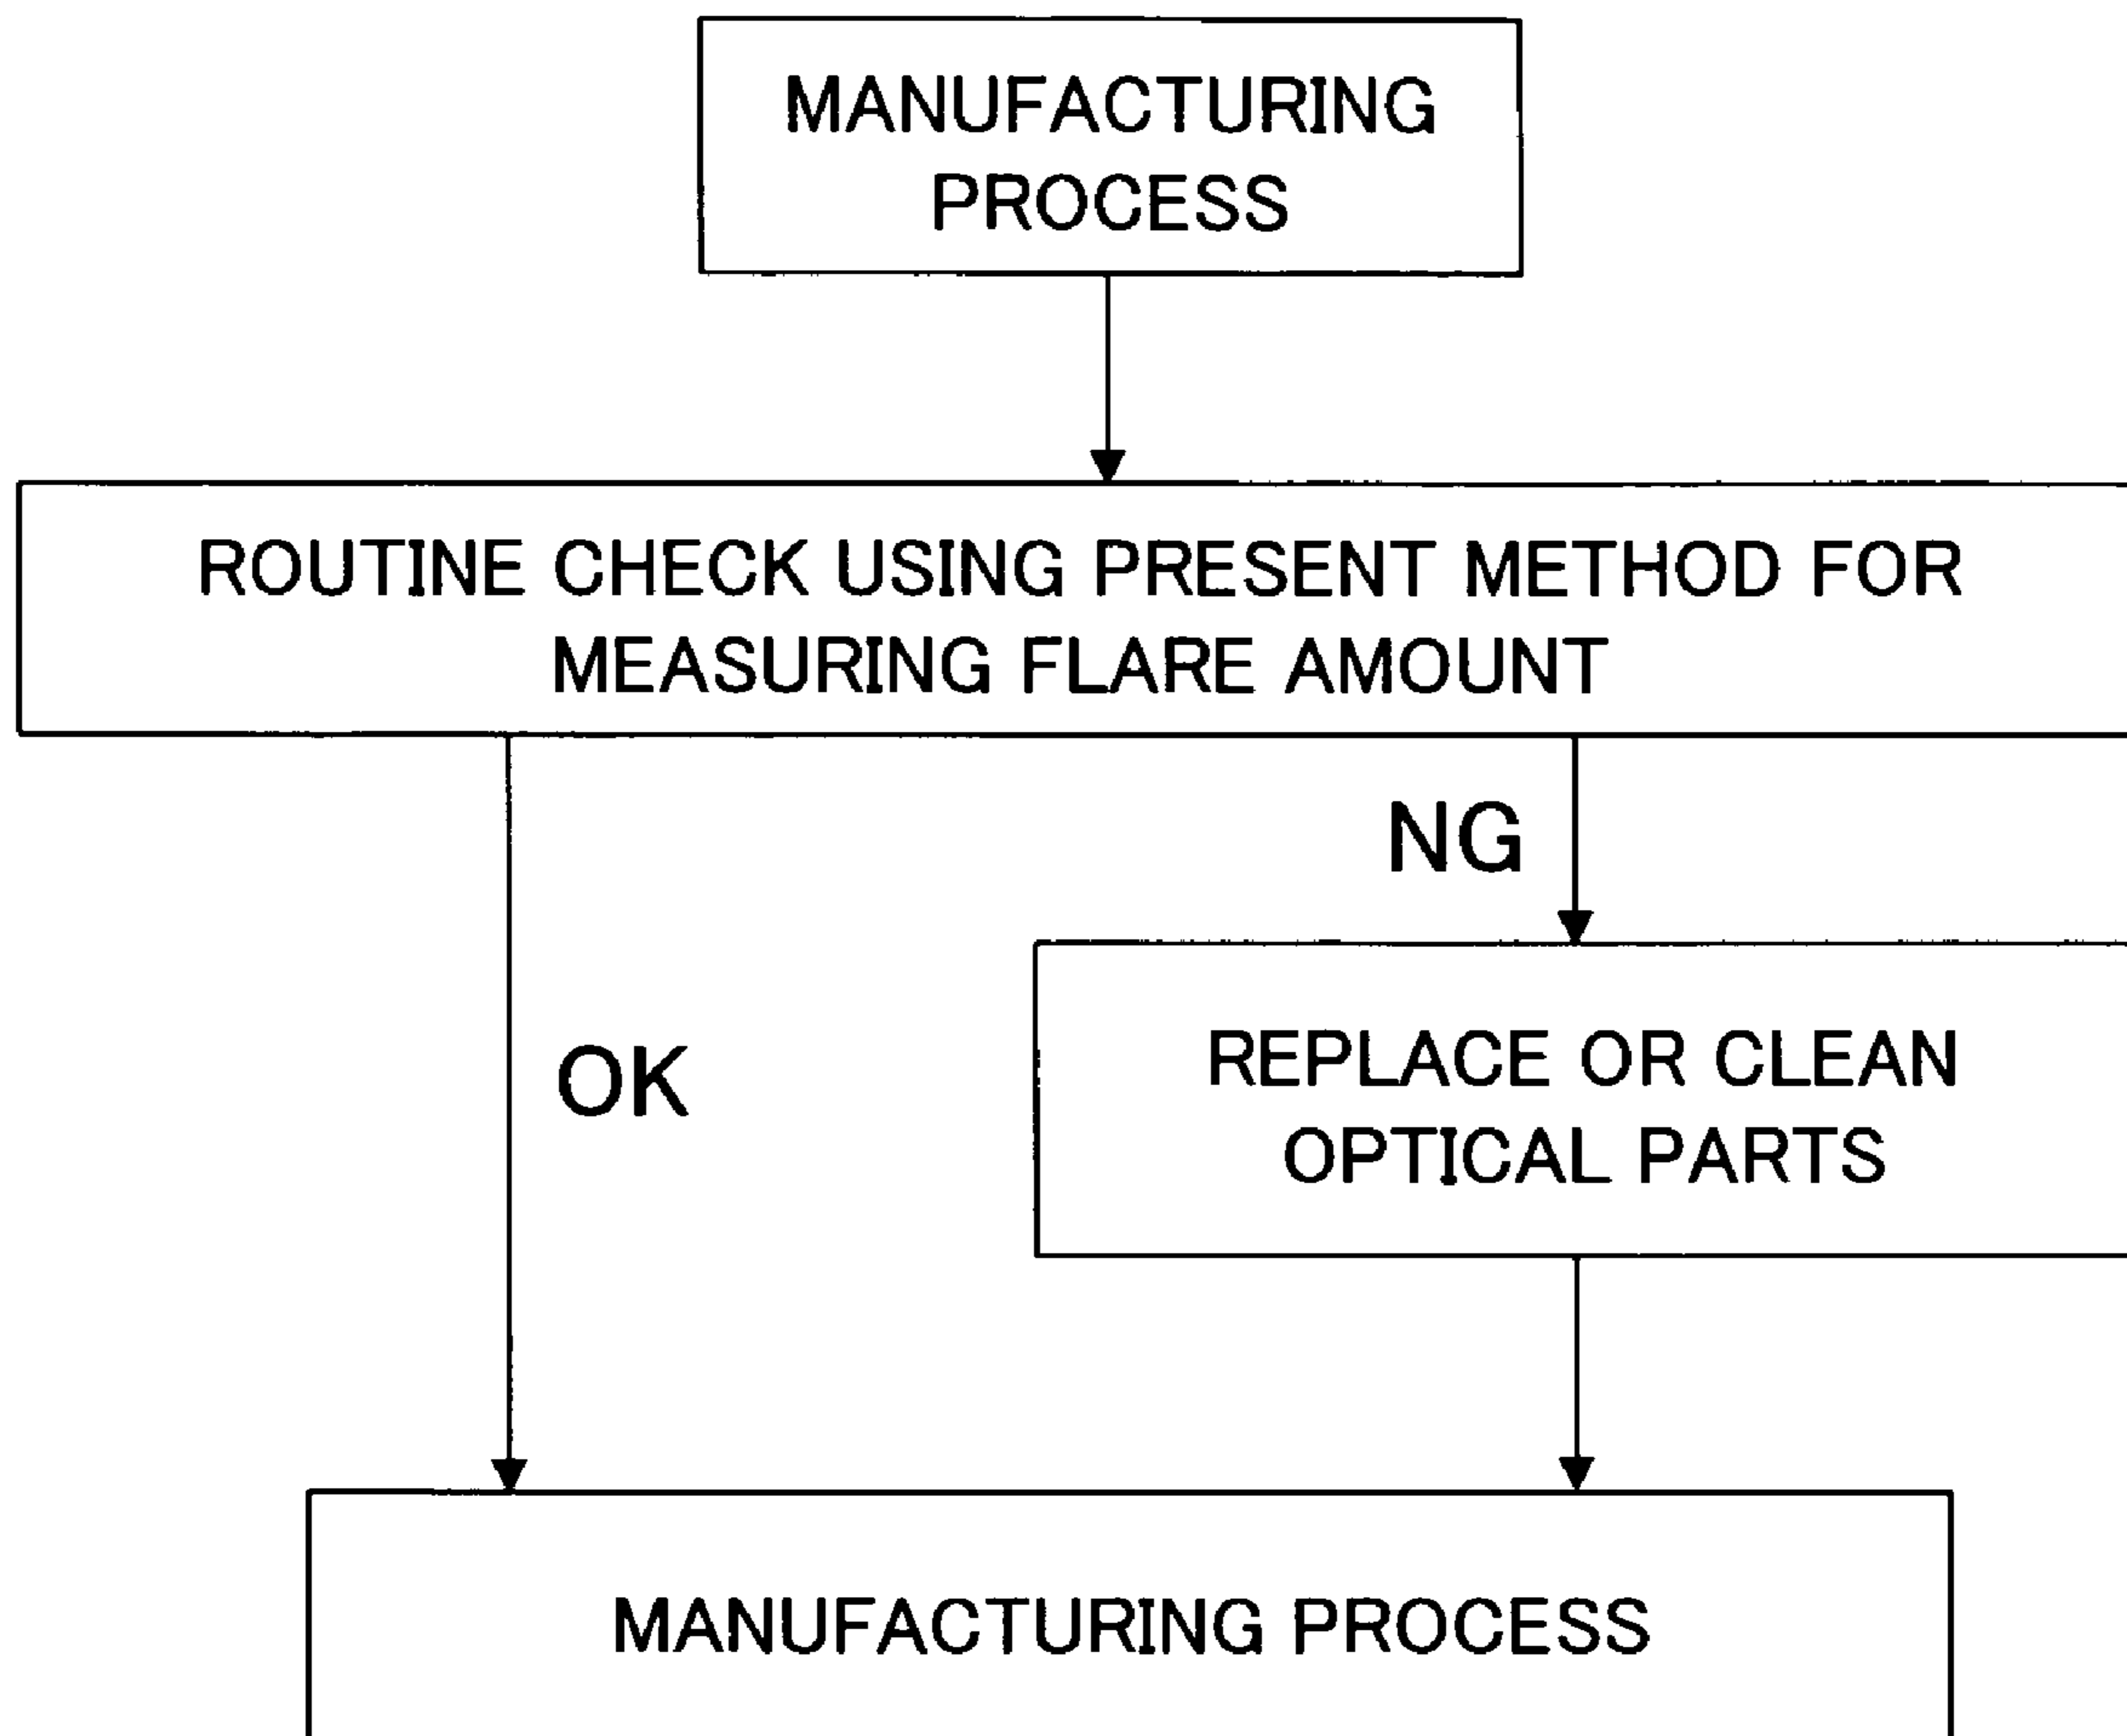 MANUFACTURING
PROCESS
ROUTINE CHECK USING PRESENT METHOD FOR
MEASURING FLARE AMOUNT
NG
OK
REPLACE OR CLEAN
OPTICAL PARTS
MANUFACTURING PROCESS